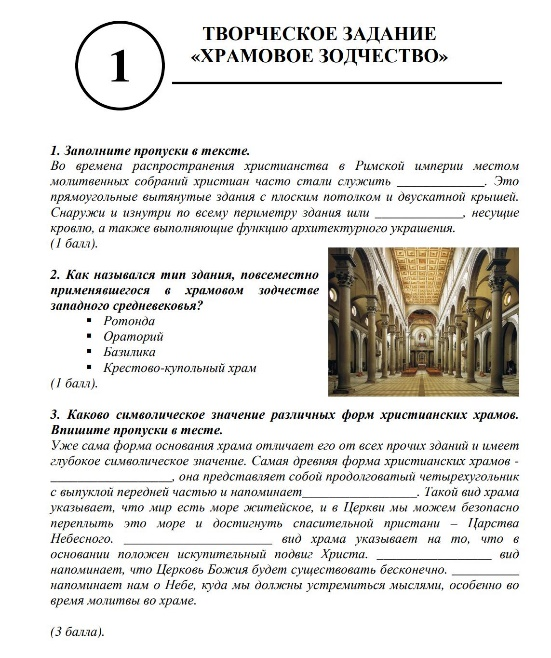 1
ТВОРЧЕСКОЕ ЗАДАНИЕ
«ХРАМОВОЕ ЗОДЧЕСТВО»
1. Заполните пропуски в тексте.
Во времена распространения христианства в Римской империи местом
молитвенных собраний христиан часто стали служить ____________. Это
прямоугольные вытянутые здания с плоским потолком и двускатной крышей.
Снаружи и изнутри по всему периметру здания шли ____________, несущие
кровлю, а также выполняющие функцию архитектурного украшения.
(1 балл).
2. Как назывался тип здания, повсеместно
применявшегося в храмовом зодчестве
западного средневековья?
▪ Ротонда
▪ Ораторий
▪ Базилика
▪ Крестово-купольный храм
(1 балл).
3. Каково символическое значение различных форм христианских храмов.
Впишите пропуски в тесте.
Уже сама форма основания храма отличает его от всех прочих зданий и имеет
глубокое символическое значение. Самая древняя форма христианских храмов -
_________________, она представляет собой продолговатый четырехугольник
с выпуклой передней частью и напоминает________________. Такой вид храма
указывает, что мир есть море житейское, и в Церкви мы можем безопасно
переплыть это море и достигнуть спасительной пристани – Царства
Небесного. ____________________ вид храма указывает на то, что в
основании положен искупительный подвиг Христа. ________________ вид
напоминает, что Церковь Божия будет существовать бесконечно. _________
напоминает нам о Небе, куда мы должны устремиться мыслями, особенно во
время молитвы во храме.
(3 балла).